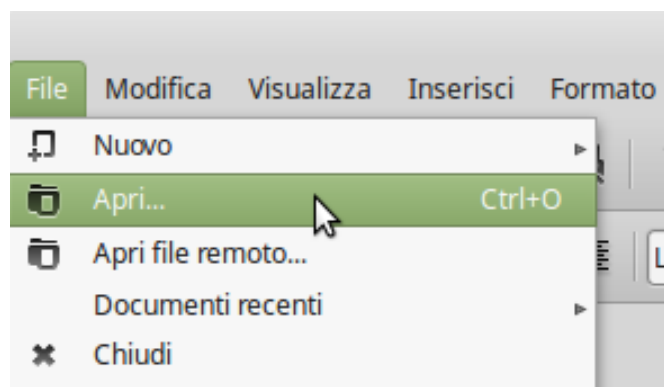 File Modifica Visualizza Inserisci Formato
Nuovo
Apri... Ctrl+O
Apri file remoto...
Documenti recenti
Chiudi